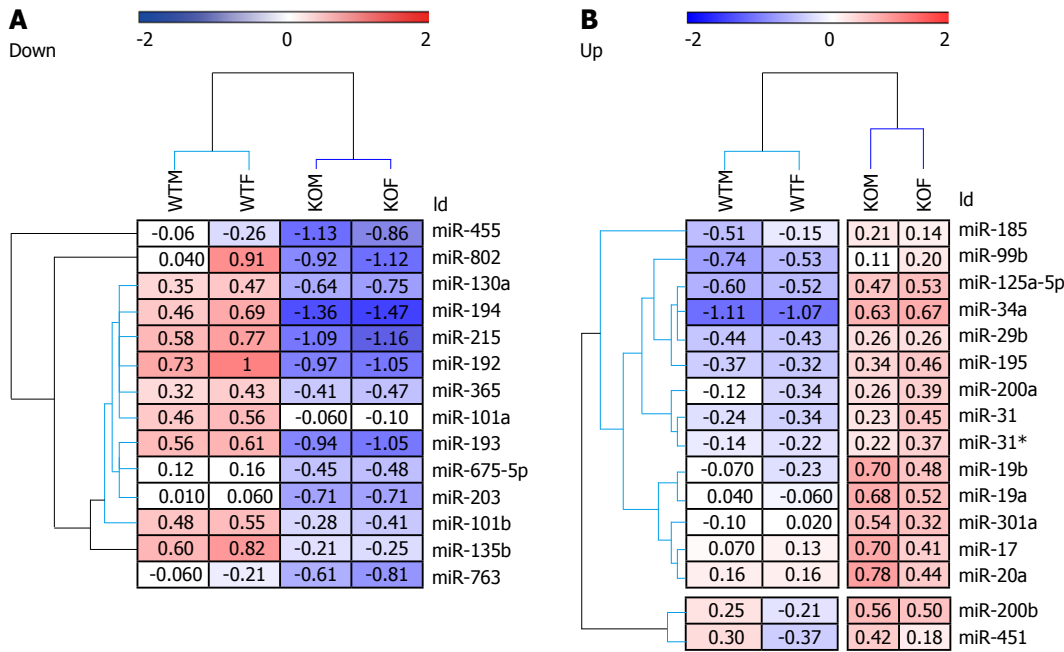 A
Down
-2 0 2
WTM WTF KOM KOF Id
-0.06 -0.26 -1.13 -0.86 miR-455
0.040 0.91 -0.92 -1.12 miR-802
0.35 0.47 -0.64 -0.75 miR-130a
0.46 0.69 -1.36 -1.47 miR-194
0.58 0.77 -1.09 -1.16 miR-215
0.73 1 -0.97 -1.05 miR-192
0.32 0.43 -0.41 -0.47 miR-365
0.46 0.56 -0.060 -0.10 miR-101a
0.56 0.61 -0.94 -1.05 miR-193
0.12 0.16 -0.45 -0.48 miR-675-5p
0.010 0.060 -0.71 -0.71 miR-203
0.48 0.55 -0.28 -0.41 miR-101b
0.60 0.82 -0.21 -0.25 miR-135b
-0.060 -0.21 -0.61 -0.81 miR-763
B
Up
-2 0 2
WTM WTF KOM KOF Id
-0.51 -0.15 0.21 0.14 miR-185
-0.74 -0.53 0.11 0.20 miR-99b
-0.60 -0.52 0.47 0.53 miR-125a-5p
-1.11 -1.07 0.63 0.67 miR-34a
-0.44 -0.43 0.26 0.26 miR-29b
-0.37 -0.32 0.34 0.46 miR-195
-0.12 -0.34 0.26 0.39 miR-200a
-0.24 -0.34 0.23 0.45 miR-31
-0.14 -0.22 0.22 0.37 miR-31*
-0.070 -0.23 0.70 0.48 miR-19b
0.040 -0.060 0.68 0.52 miR-19a
-0.10 0.020 0.54 0.32 miR-301a
0.070 0.13 0.70 0.41 miR-17
0.16 0.16 0.78 0.44 miR-20a
0.25 -0.21 0.56 0.50 miR-200b
0.30 -0.37 0.42 0.18 miR-451